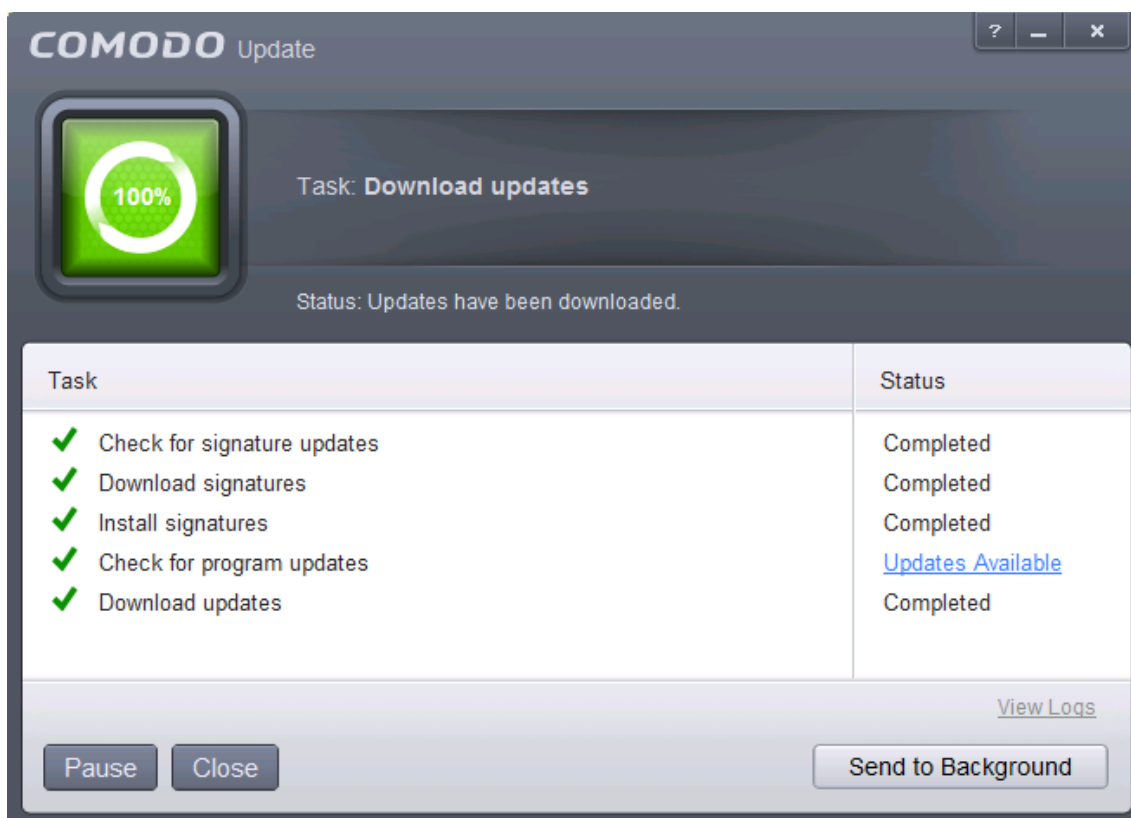 COMODO Update
? _ x
100%
Task: Download updates
Status: Updates have been downloaded.
Task Status
Check for signature updates Completed
Download signatures Completed
Install signatures Completed
Check for program updates Updates Available
Download updates Completed
View Logs
Pause Close Send to Background